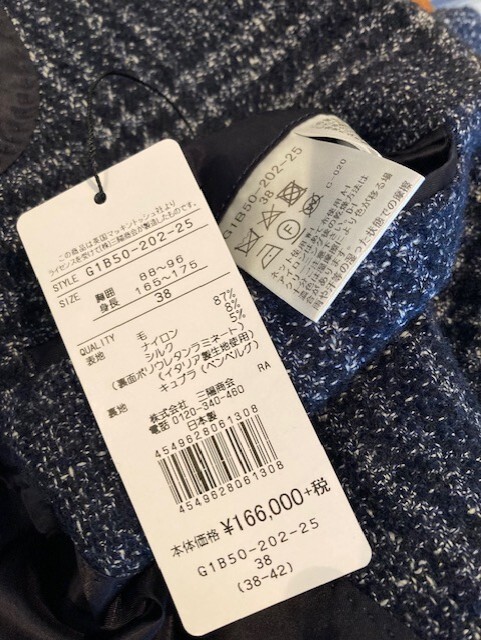 この商品は英国マッキントッシュ社より
ライセンスを受けて(株)三陽商会が製造したものです。
STYLE G1B50-202-25
SIZE 胸囲 88～96
身長 165～175
38
QUALITY
表地 毛 87%
ナイロン 8%
シルク 5%
(裏面ポリウレタンラミネート)
《イタリア製生地使用》
裏地 キュプラ (ベンベルグ)
RA
株式会社 三陽商会
電話 0120-340-460
日本製
4549628061308
4549628061308
本体価格 ¥166,000+税
G1B50-202-25
38
(38-42)
G1B50-202-25
38
G-030